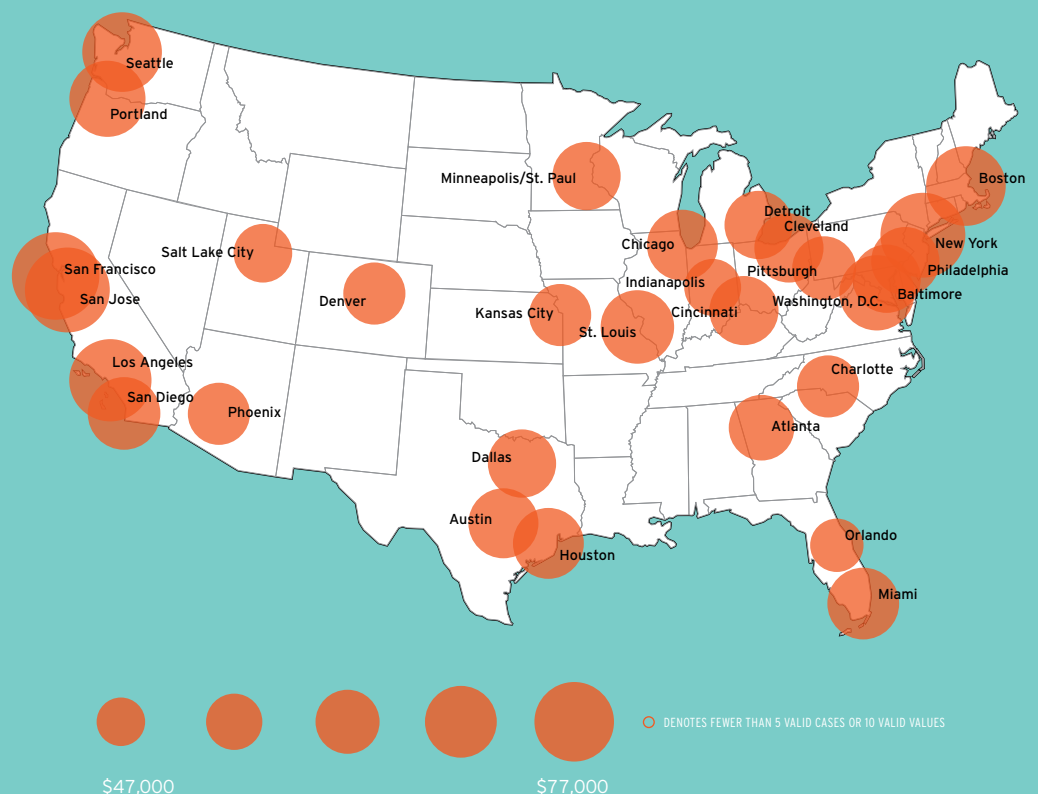 Seattle
Portland
Minneapolis/St. Paul
Boston
Detroit
Cleveland
Chicago
New York
Salt Lake City
San Francisco
Pittsburgh
Philadelphia
Indianapolis
San Jose
Denver
Washington, D.C.
Baltimore
Kansas City
Cincinnati
St. Louis
Los Angeles
Charlotte
San Diego
Phoenix
Atlanta
Dallas
Austin
Orlando
Houston
Miami
DENOTES FEWER THAN 5 VALID CASES OR 10 VALID VALUES
$47,000
$77,000